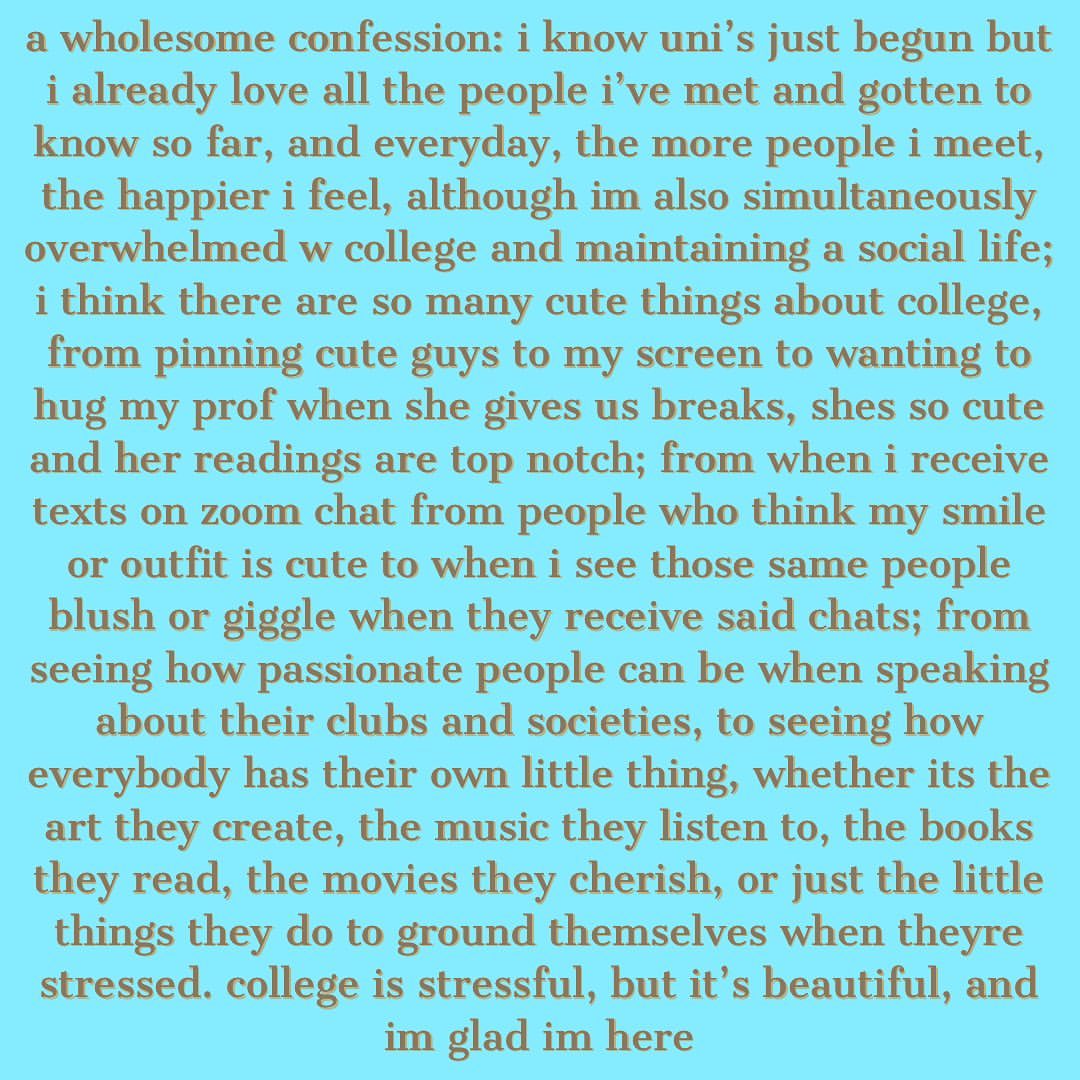 a wholesome confession: i know uni’s just begun but
i already love all the people i’ve met and gotten to
know so far, and everyday, the more people i meet,
the happier i feel, although im also simultaneously
overwhelmed w college and maintaining a social life;
i think there are so many cute things about college,
from pinning cute guys to my screen to wanting to
hug my prof when she gives us breaks, shes so cute
and her readings are top notch; from when i receive
texts on zoom chat from people who think my smile
or outfit is cute to when i see those same people
blush or giggle when they receive said chats; from
seeing how passionate people can be when speaking
about their clubs and societies, to seeing how
everybody has their own little thing, whether its the
art they create, the music they listen to, the books
they read, the movies they cherish, or just the little
things they do to ground themselves when theyre
stressed. college is stressful, but it’s beautiful, and
im glad im here